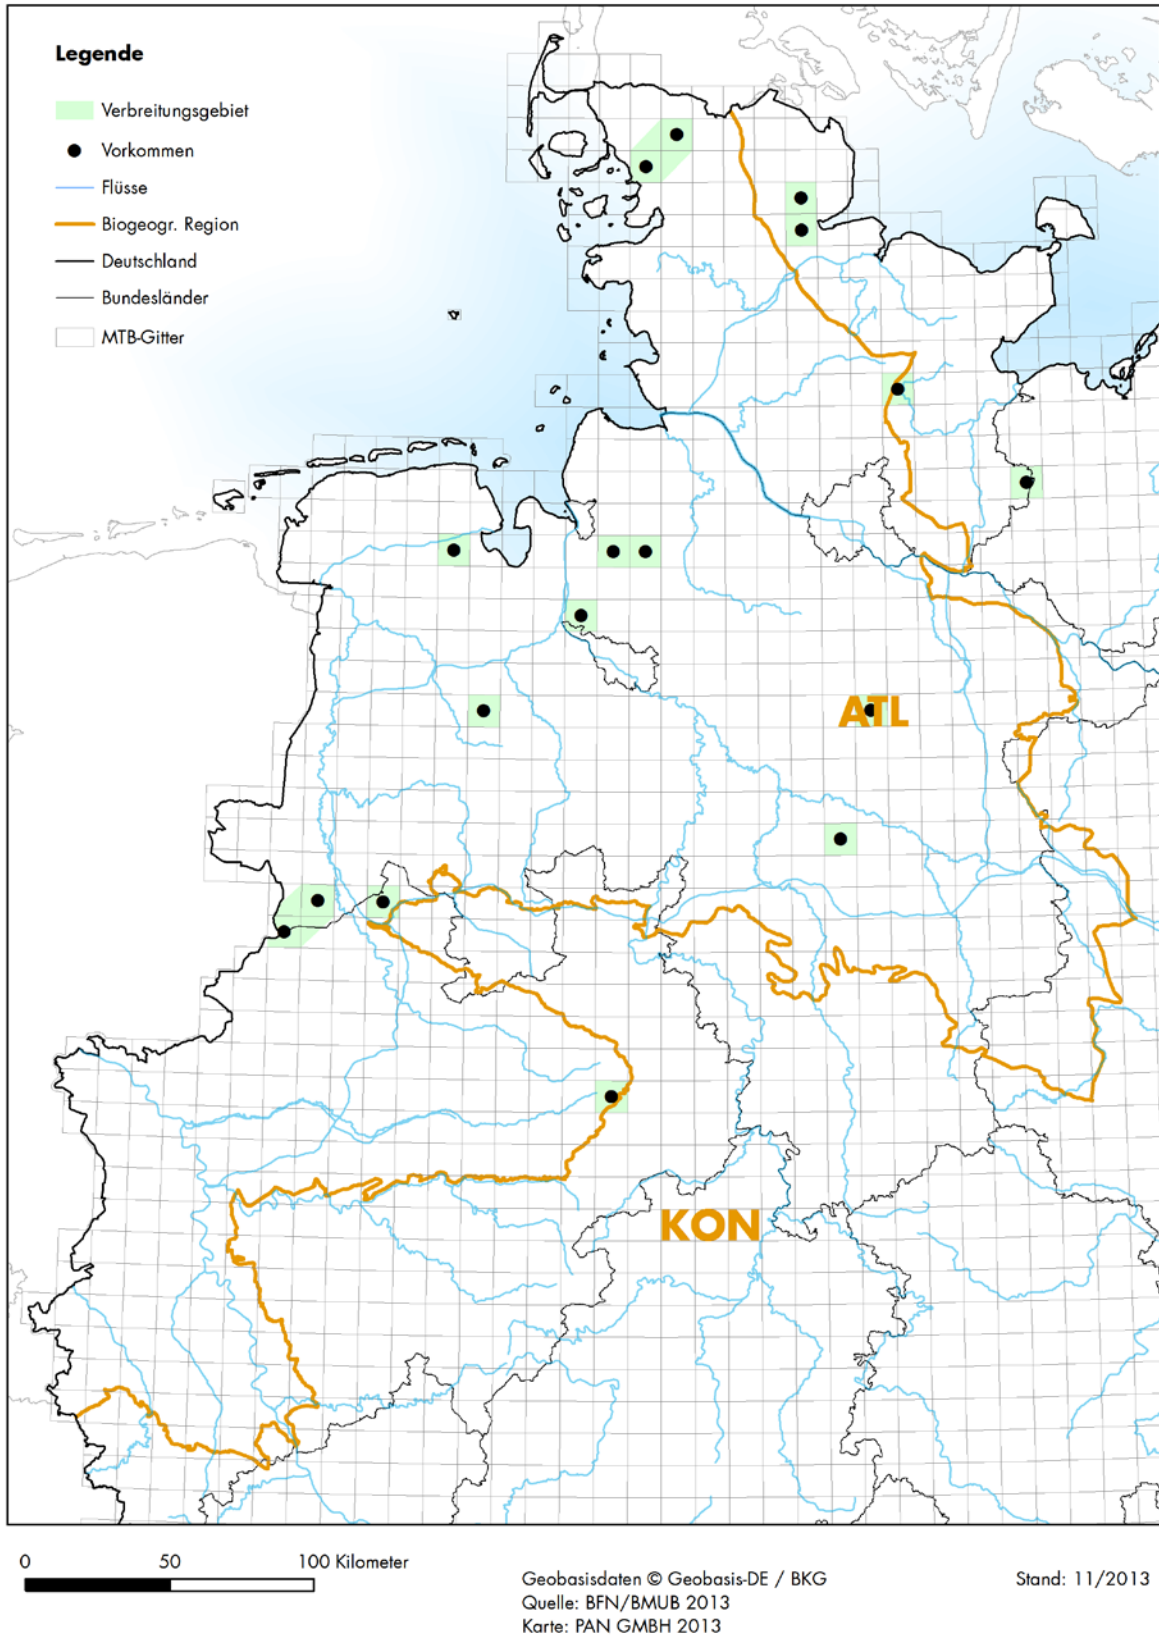 Legende
Verbreitungsgebiet
Vorkommen
Flüsse
Biogeogr. Region
Deutschland
Bundesländer
MTB-Gitter
ATL
KON
0 50 100 Kilometer
Geobasisdaten © Geobasis-DE / BKG
Quelle: BFN/BMUB 2013
Karte: PAN GMBH 2013
Stand: 11/2013